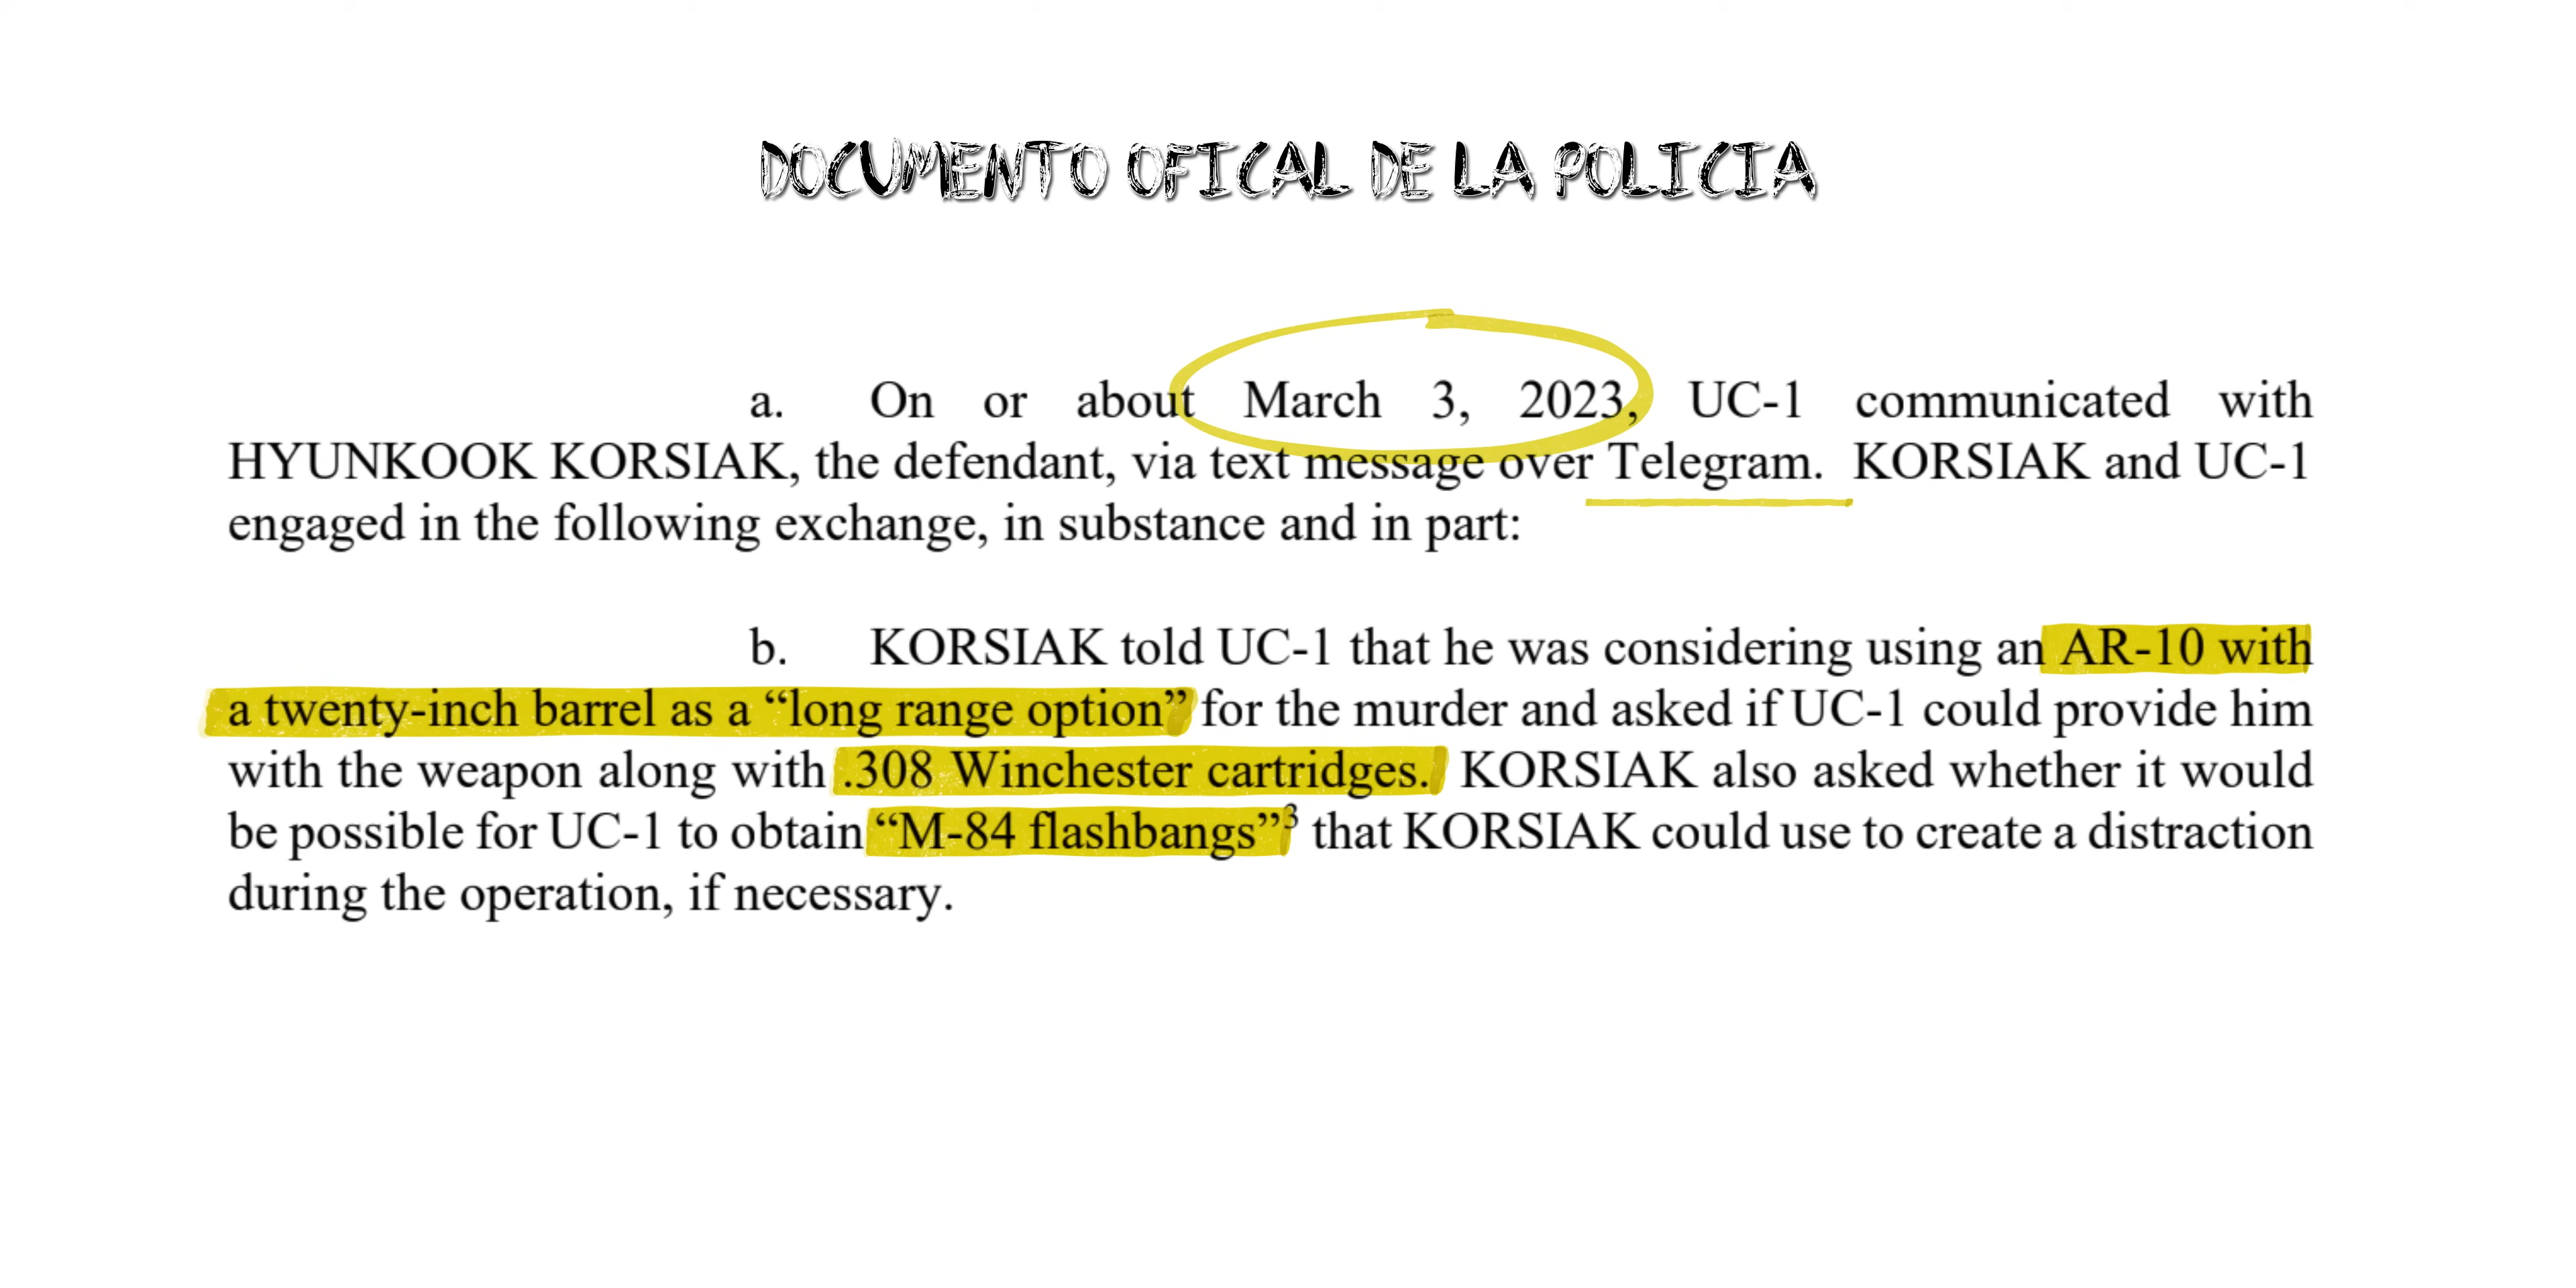 DOCUMENTO OFICAL DE LA POLICIA
a. On or about March 3, 2023, UC-1 communicated with
HYUNKOOK KORSIAK, the defendant, via text message over Telegram. KORSIAK and UC-1
engaged in the following exchange, in substance and in part:
b. KORSIAK told UC-1 that he was considering using an AR-10 with
a twenty-inch barrel as a “long range option” for the murder and asked if UC-1 could provide him
with the weapon along with .308 Winchester cartridges. KORSIAK also asked whether it would
be possible for UC-1 to obtain “M-84 flashbangs”3 that KORSIAK could use to create a distraction
during the operation, if necessary.